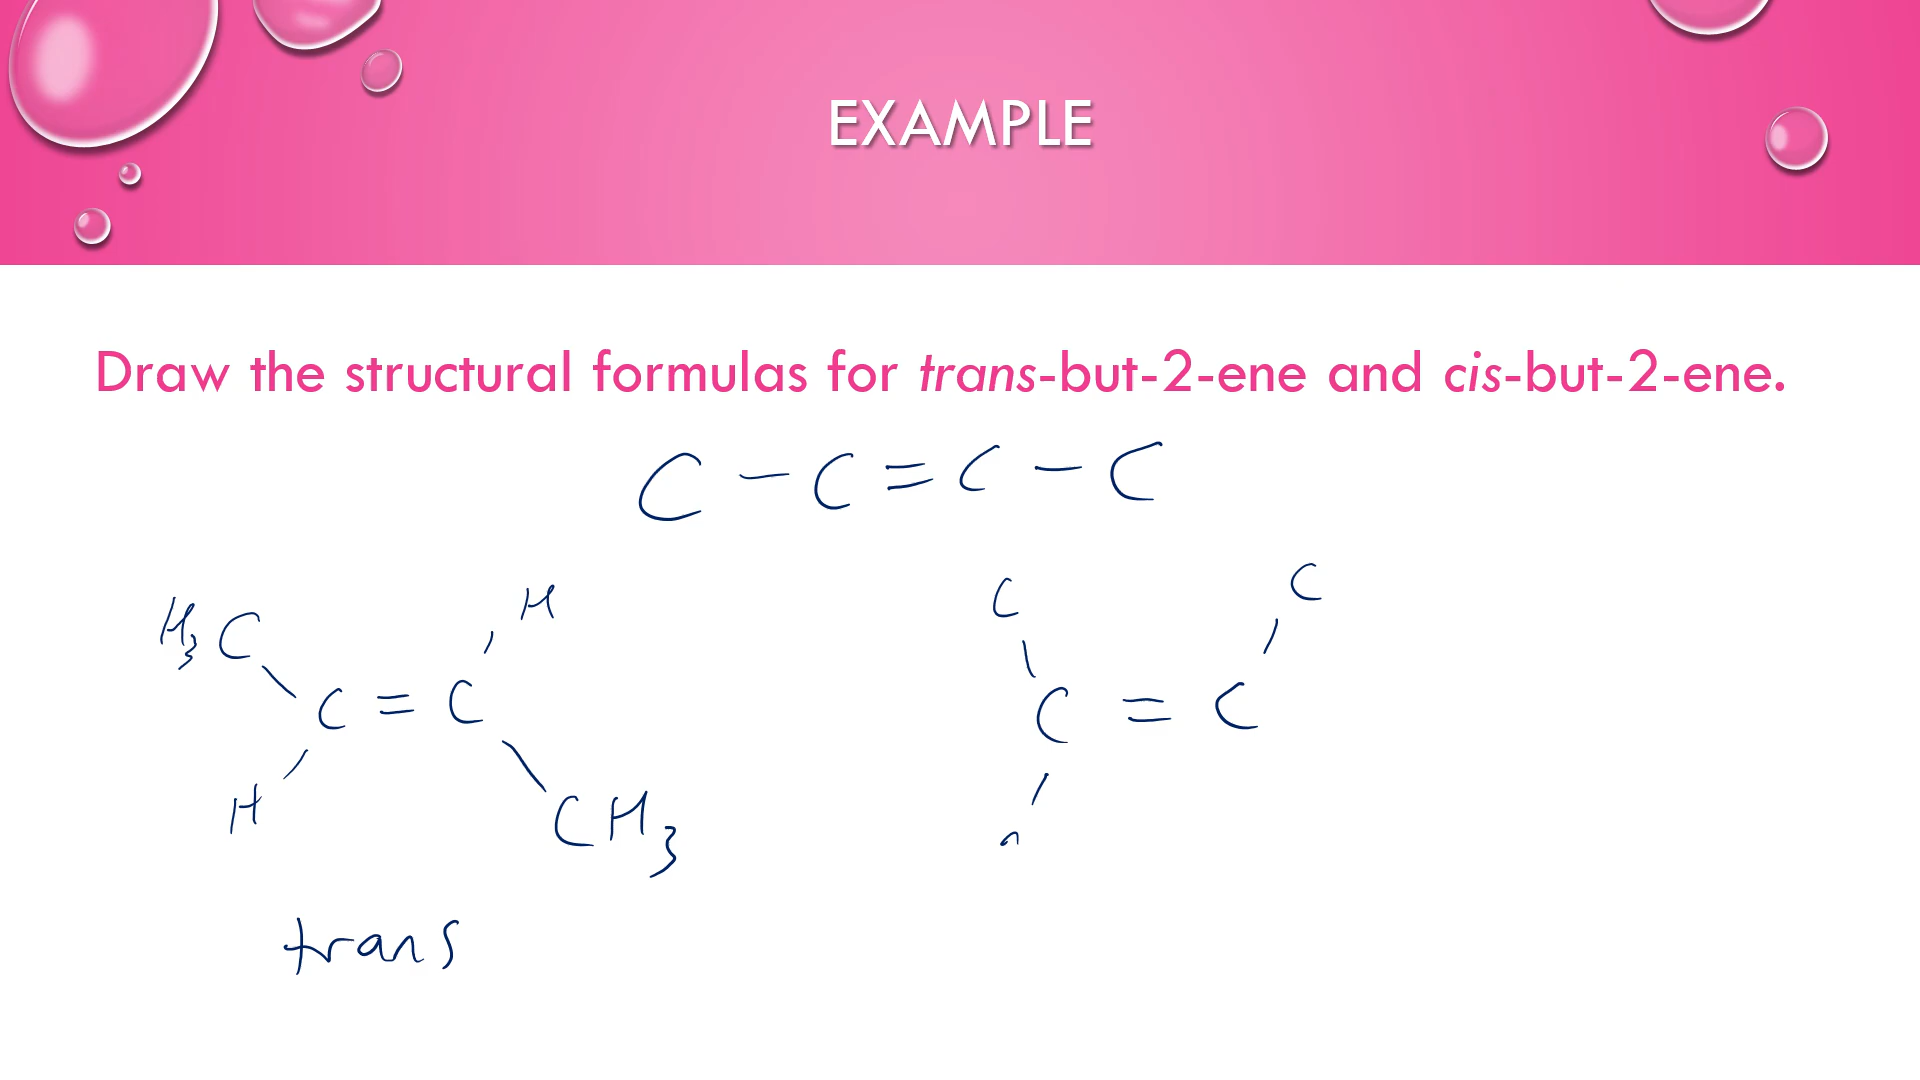 EXAMPLE
Draw the structural formulas for trans-but-2-ene and cis-but-2-ene.
C - C = C - C
H3C H
C = C
H CH3
trans
C C
C = C